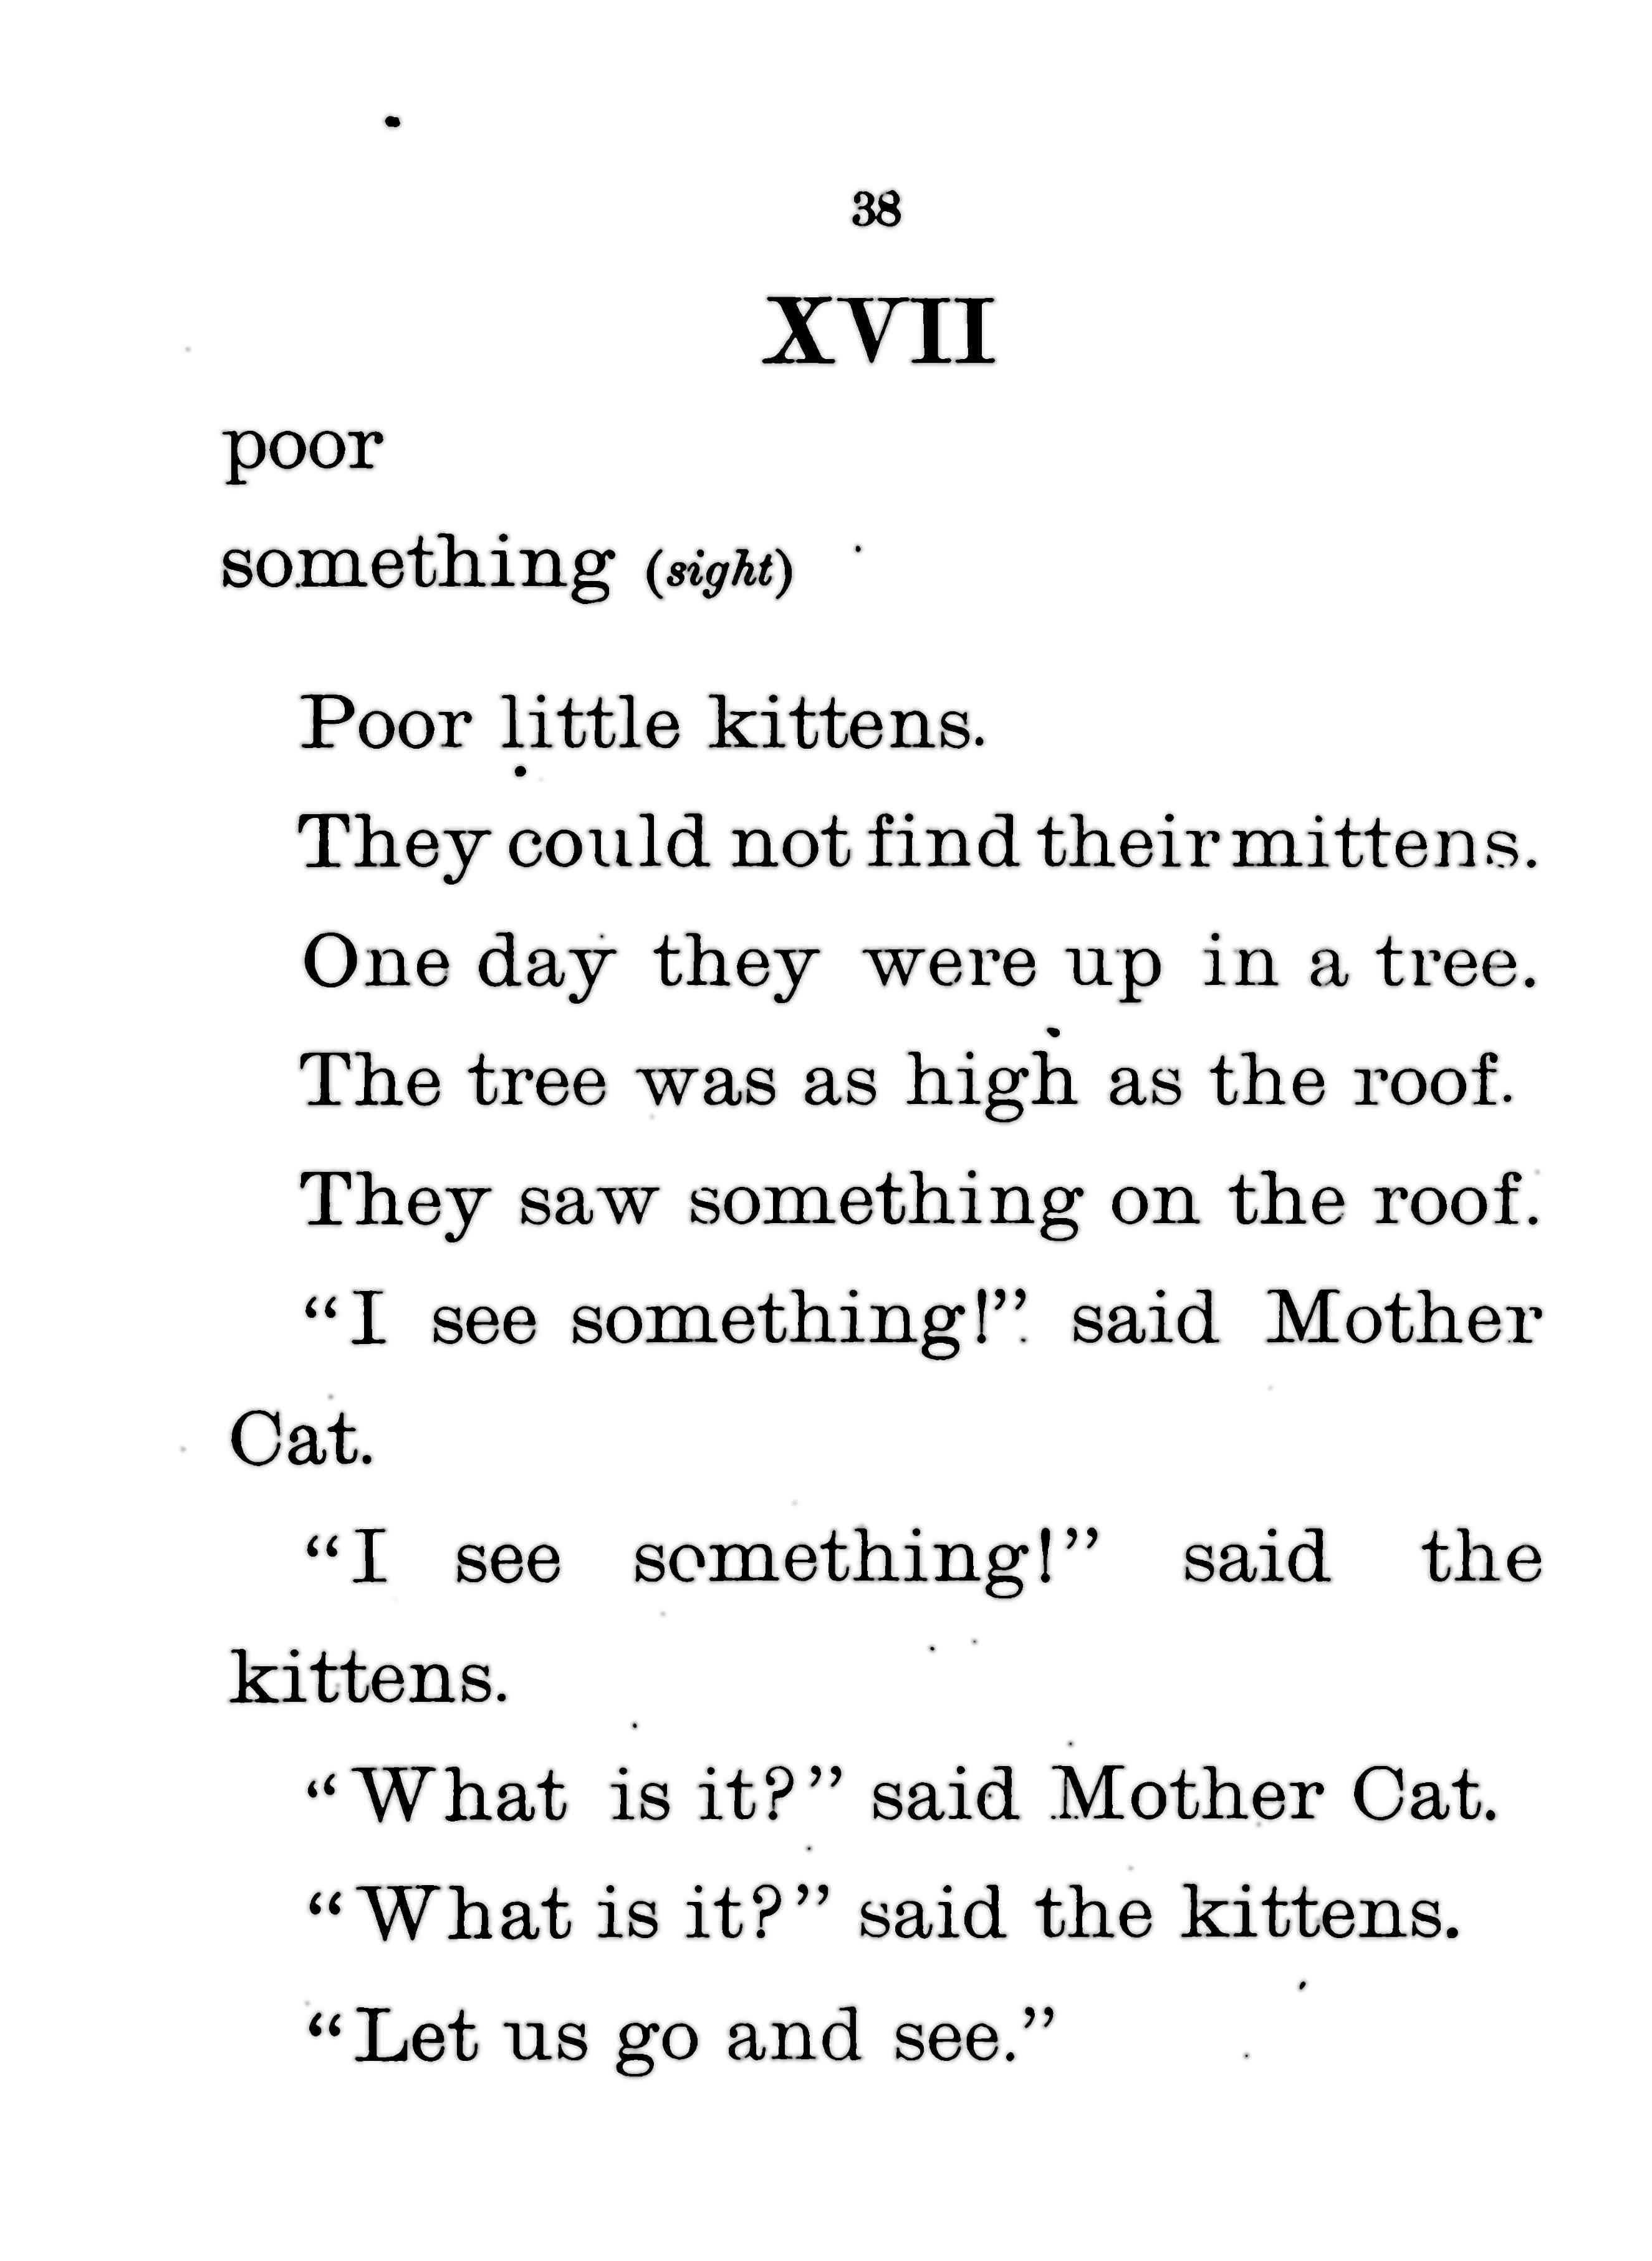 38
XVII
poor
something (sight)
Poor little kittens.
They could not find their mittens.
One day they were up in a tree.
The tree was as high as the roof.
They saw something on the roof.
“I see something!” said Mother
Cat.
“I see something!” said the
kittens.
“What is it?” said Mother Cat.
“What is it?” said the kittens.
“Let us go and see.”